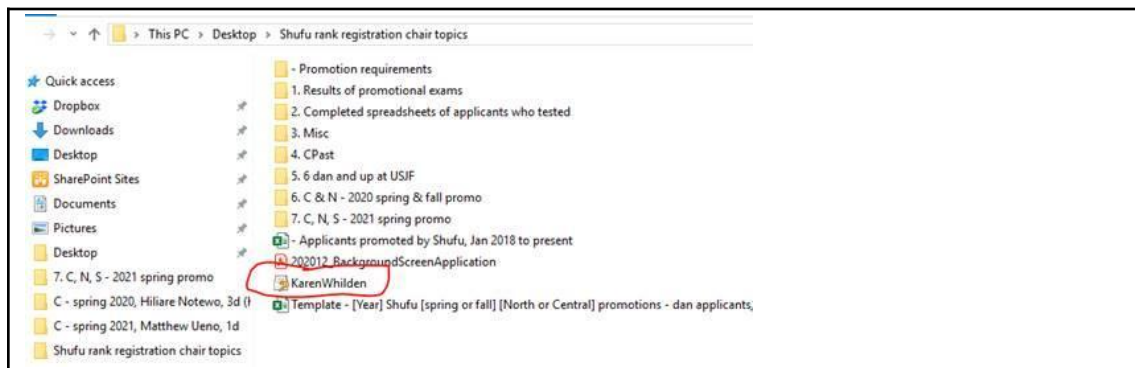 This PC > Desktop > Shufu rank registration chair topics
Quick access
Dropbox
Downloads
Desktop
SharePoint Sites
Documents
Pictures
Desktop
7. C, N, S - 2021 spring promo
C - spring 2020, Hiliare Notewo, 3d (
C - spring 2021, Matthew Ueno, 1d
Shufu rank registration chair topics
- Promotion requirements
1. Results of promotional exams
2. Completed spreadsheets of applicants who tested
3. Misc
4. CPast
5. 6 dan and up at USJF
6. C & N - 2020 spring & fall promo
7. C, N, S - 2021 spring promo
- Applicants promoted by Shufu, Jan 2018 to present
202012_BackgroundScreenApplication
KarenWhilden
Template - [Year] Shufu [spring or fall] [North or Central] promotions - dan applicants,